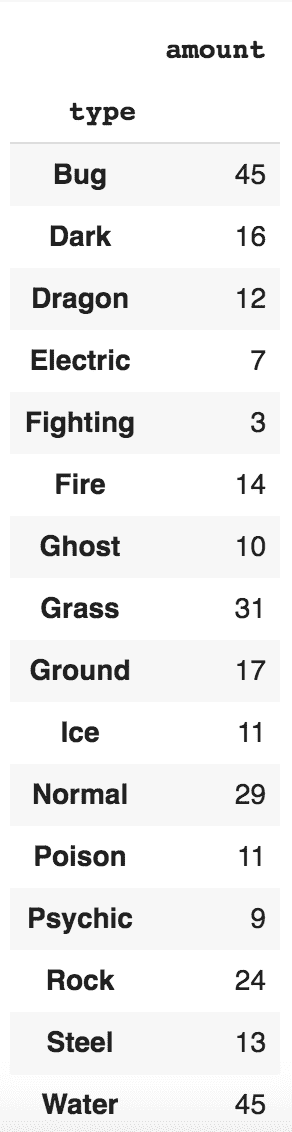 amount
type
Bug 45
Dark 16
Dragon 12
Electric 7
Fighting 3
Fire 14
Ghost 10
Grass 31
Ground 17
Ice 11
Normal 29
Poison 11
Psychic 9
Rock 24
Steel 13
Water 45